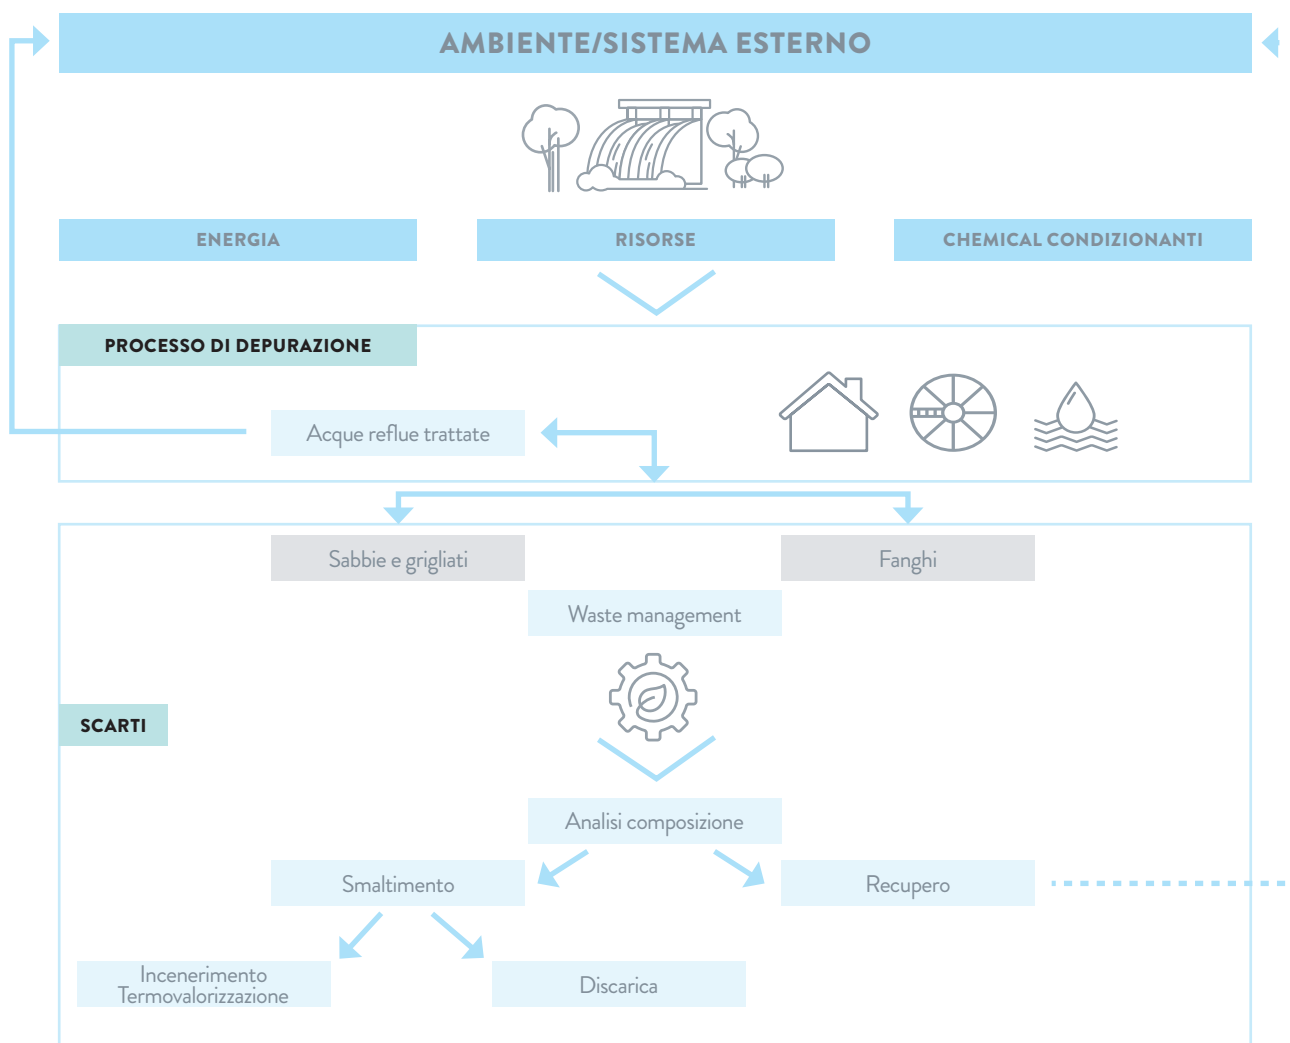 AMBIENTE/SISTEMA ESTERNO
ENERGIA
RISORSE
CHEMICAL CONDIZIONANTI
PROCESSO DI DEPURAZIONE
Acque reflue trattate
Sabbie e grigliati
Fanghi
Waste management
SCARTI
Analisi composizione
Smaltimento
Recupero
Incenerimento
Termovalorizzazione
Discarica